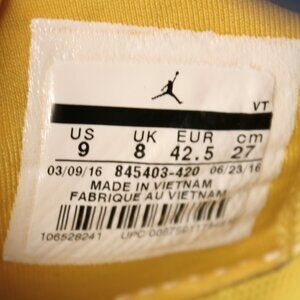 VT
US UK EUR cm
9 8 42.5 27
03/09/16 845403-420 06/23/16
MADE IN VIETNAM
FABRIQUE AU VIETNAM
106528241